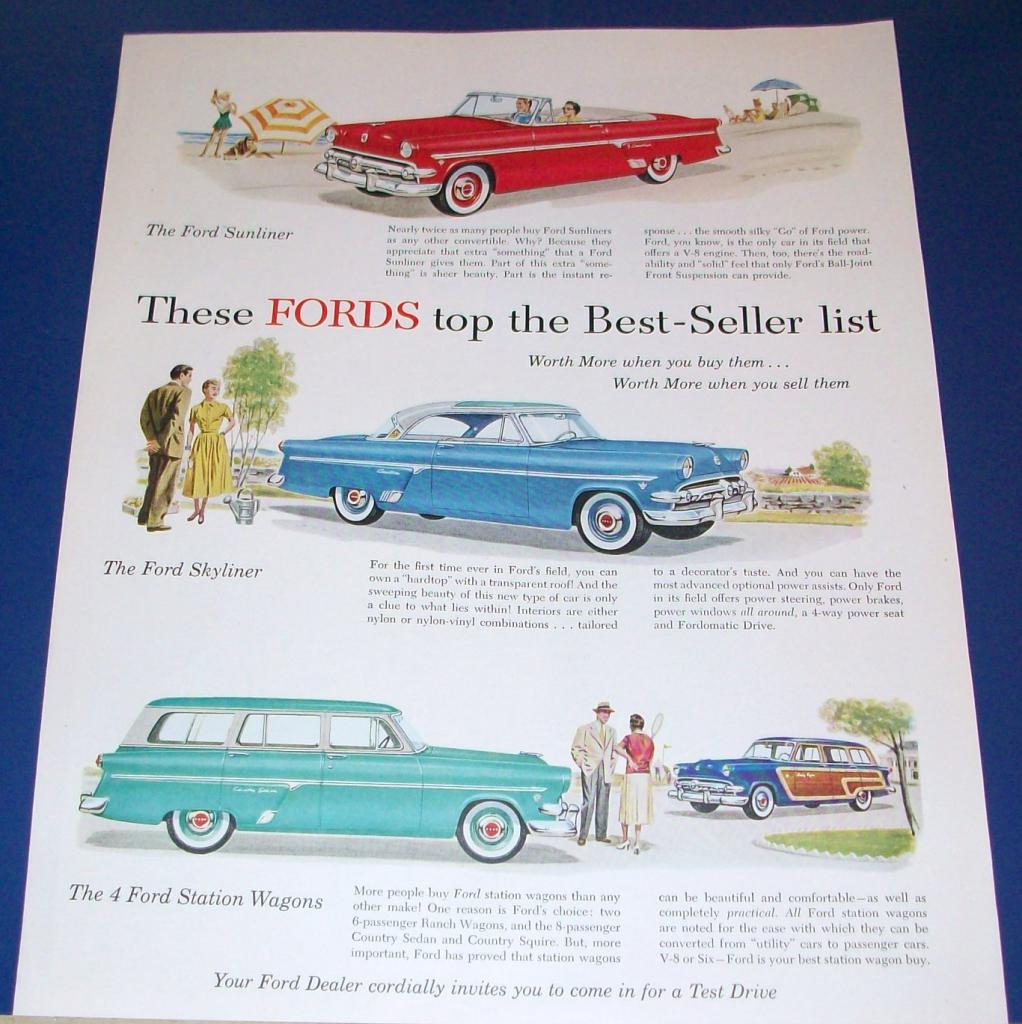 The Ford Sunliner
Nearly twice as many people buy Ford Sunliners
as any other convertible. Why? Because they
appreciate that extra "something" that a Ford
Sunliner gives them. Part of this extra "some-
thing" is sheer beauty. Part is the instant re-
sponse . . . the smooth silky "Go" of Ford power.
Ford, you know, is the only car in its field that
offers a V-8 engine. Then, too, there's the road-
ability and "solid" feel that only Ford's Ball-Joint
Front Suspension can provide.
These FORDS top the Best-Seller list
Worth More when you buy them . . .
Worth More when you sell them
The Ford Skyliner
For the first time ever in Ford's field, you can
own a "hardtop" with a transparent roof! And the
sweeping beauty of this new type of car is only
a clue to what lies within! Interiors are either
nylon or nylon-vinyl combinations . . . tailored
to a decorator's taste. And you can have the
most advanced optional power assists. Only Ford
in its field offers power steering, power brakes,
power windows all around, a 4-way power seat
and Fordomatic Drive.
Country Sedan
The 4 Ford Station Wagons
More people buy Ford station wagons than any
other make! One reason is Ford's choice: two
6-passenger Ranch Wagons, and the 8-passenger
Country Sedan and Country Squire. But, more
important, Ford has proved that station wagons
can be beautiful and comfortable—as well as
completely practical. All Ford station wagons
are noted for the ease with which they can be
converted from "utility" cars to passenger cars.
V-8 or Six—Ford is your best station wagon buy.
Your Ford Dealer cordially invites you to come in for a Test Drive